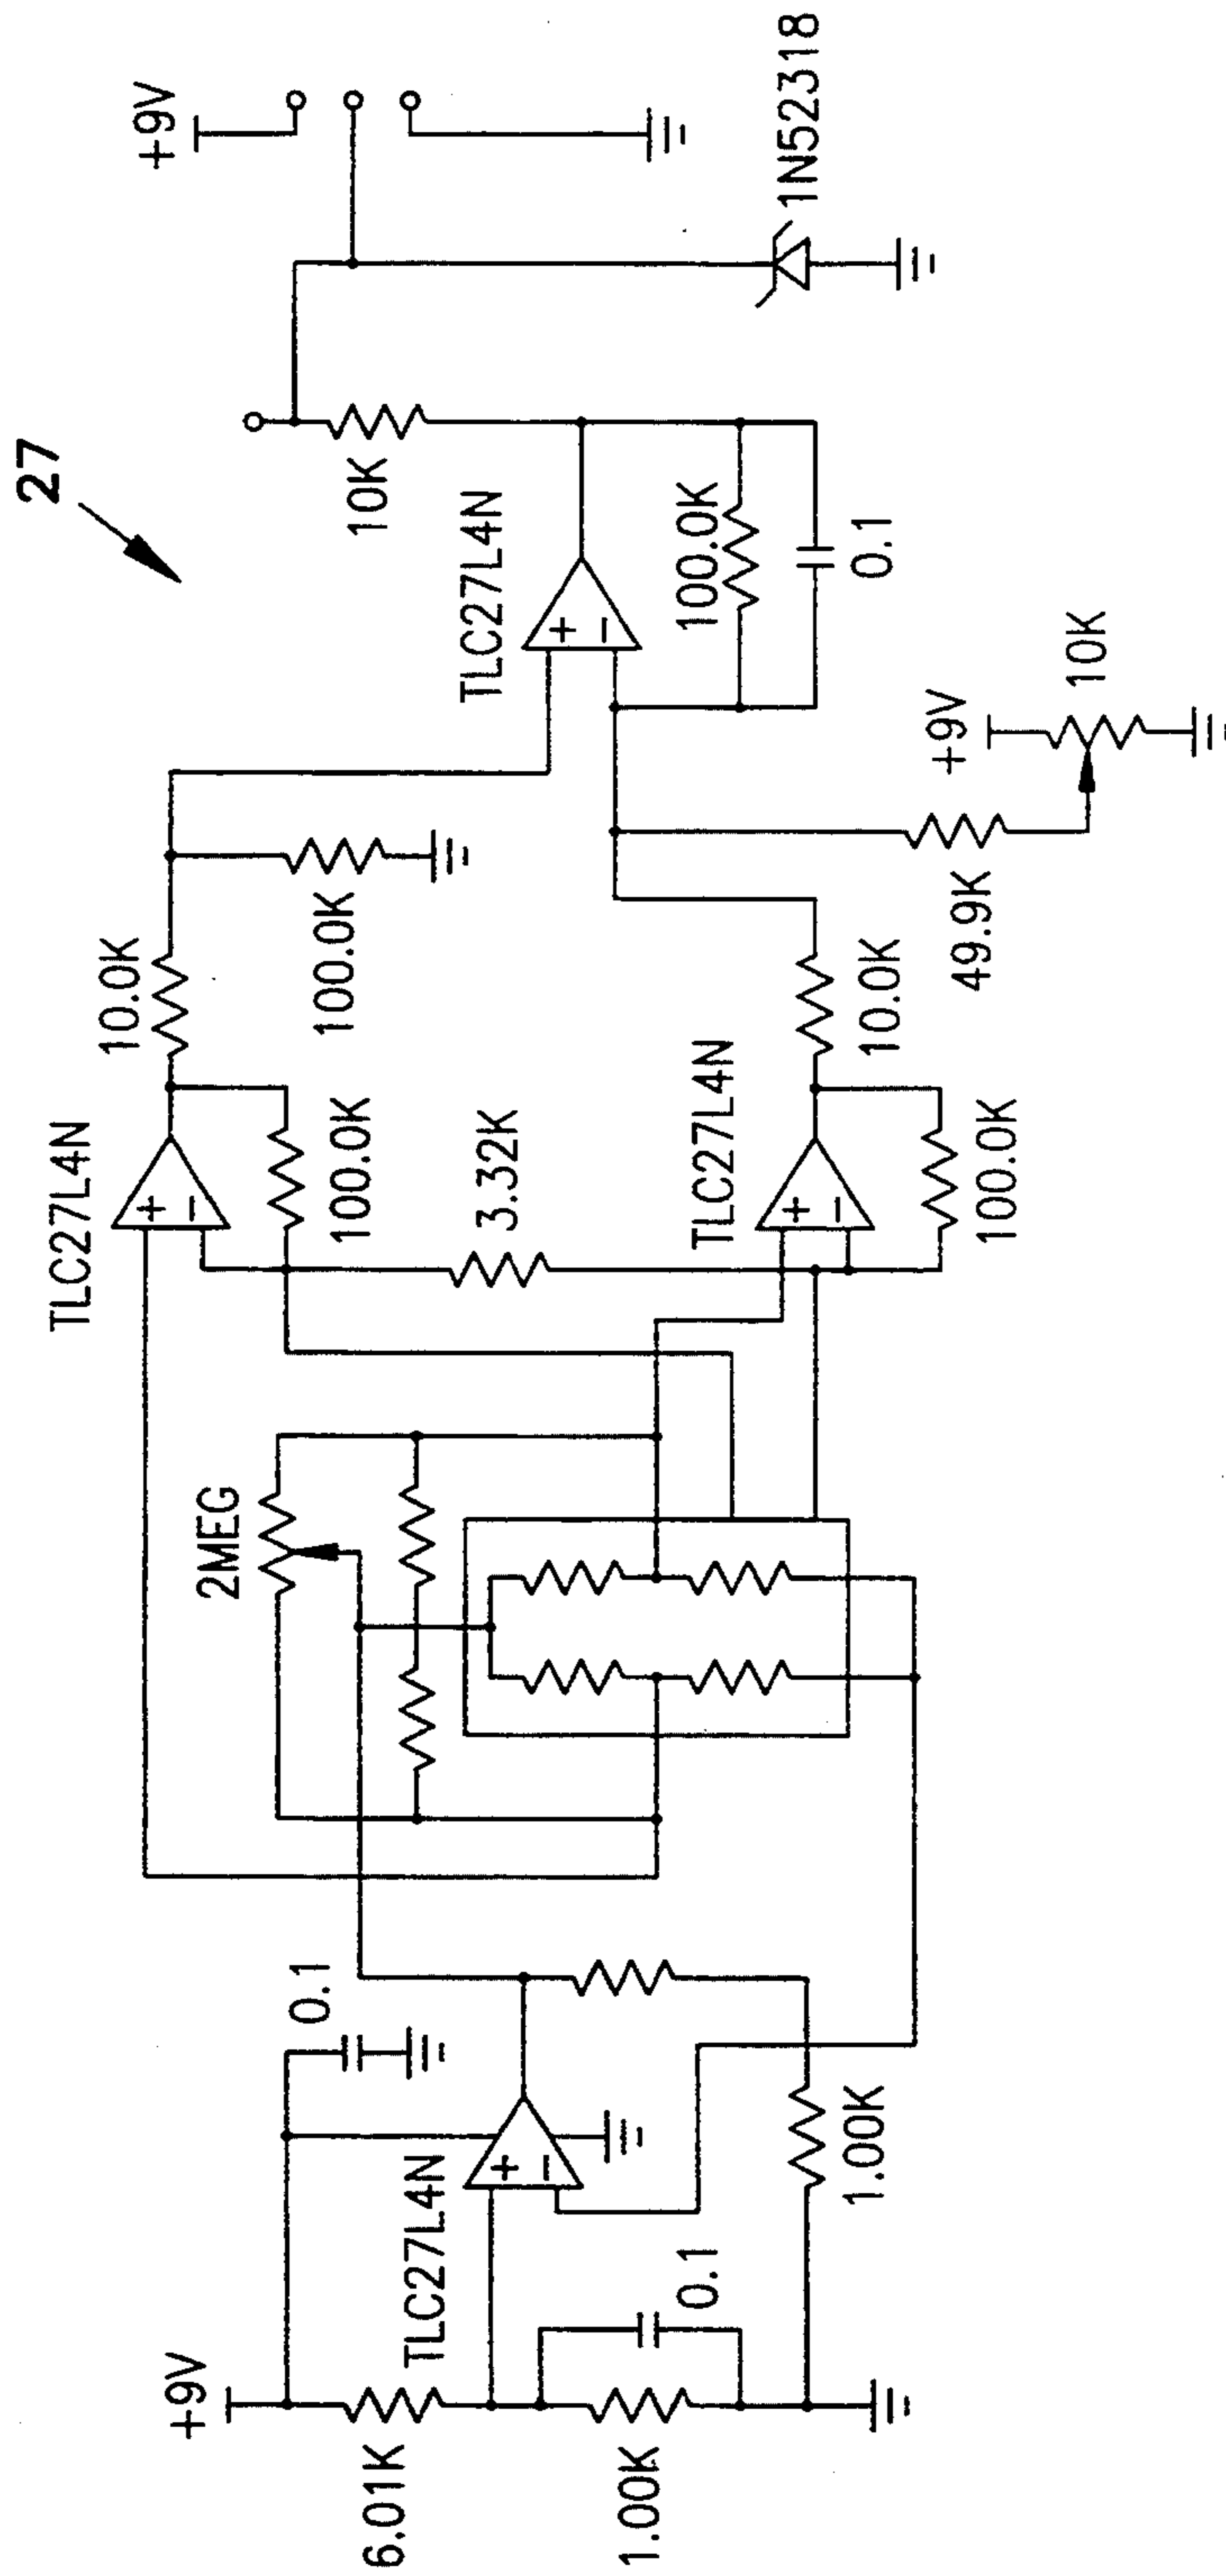 27
+9V
1N52318
10K
TLC27L4N
100.0K
0.1
+9V
10K
49.9K
10.0K
100.0K
TLC27L4N
100.0K
3.32K
10.0K
TLC27L4N
100.0K
2MEG
0.1
TLC27L4N
1.00K
+9V
6.01K
0.1
1.00K
+
−
+
−
+
−
+
−